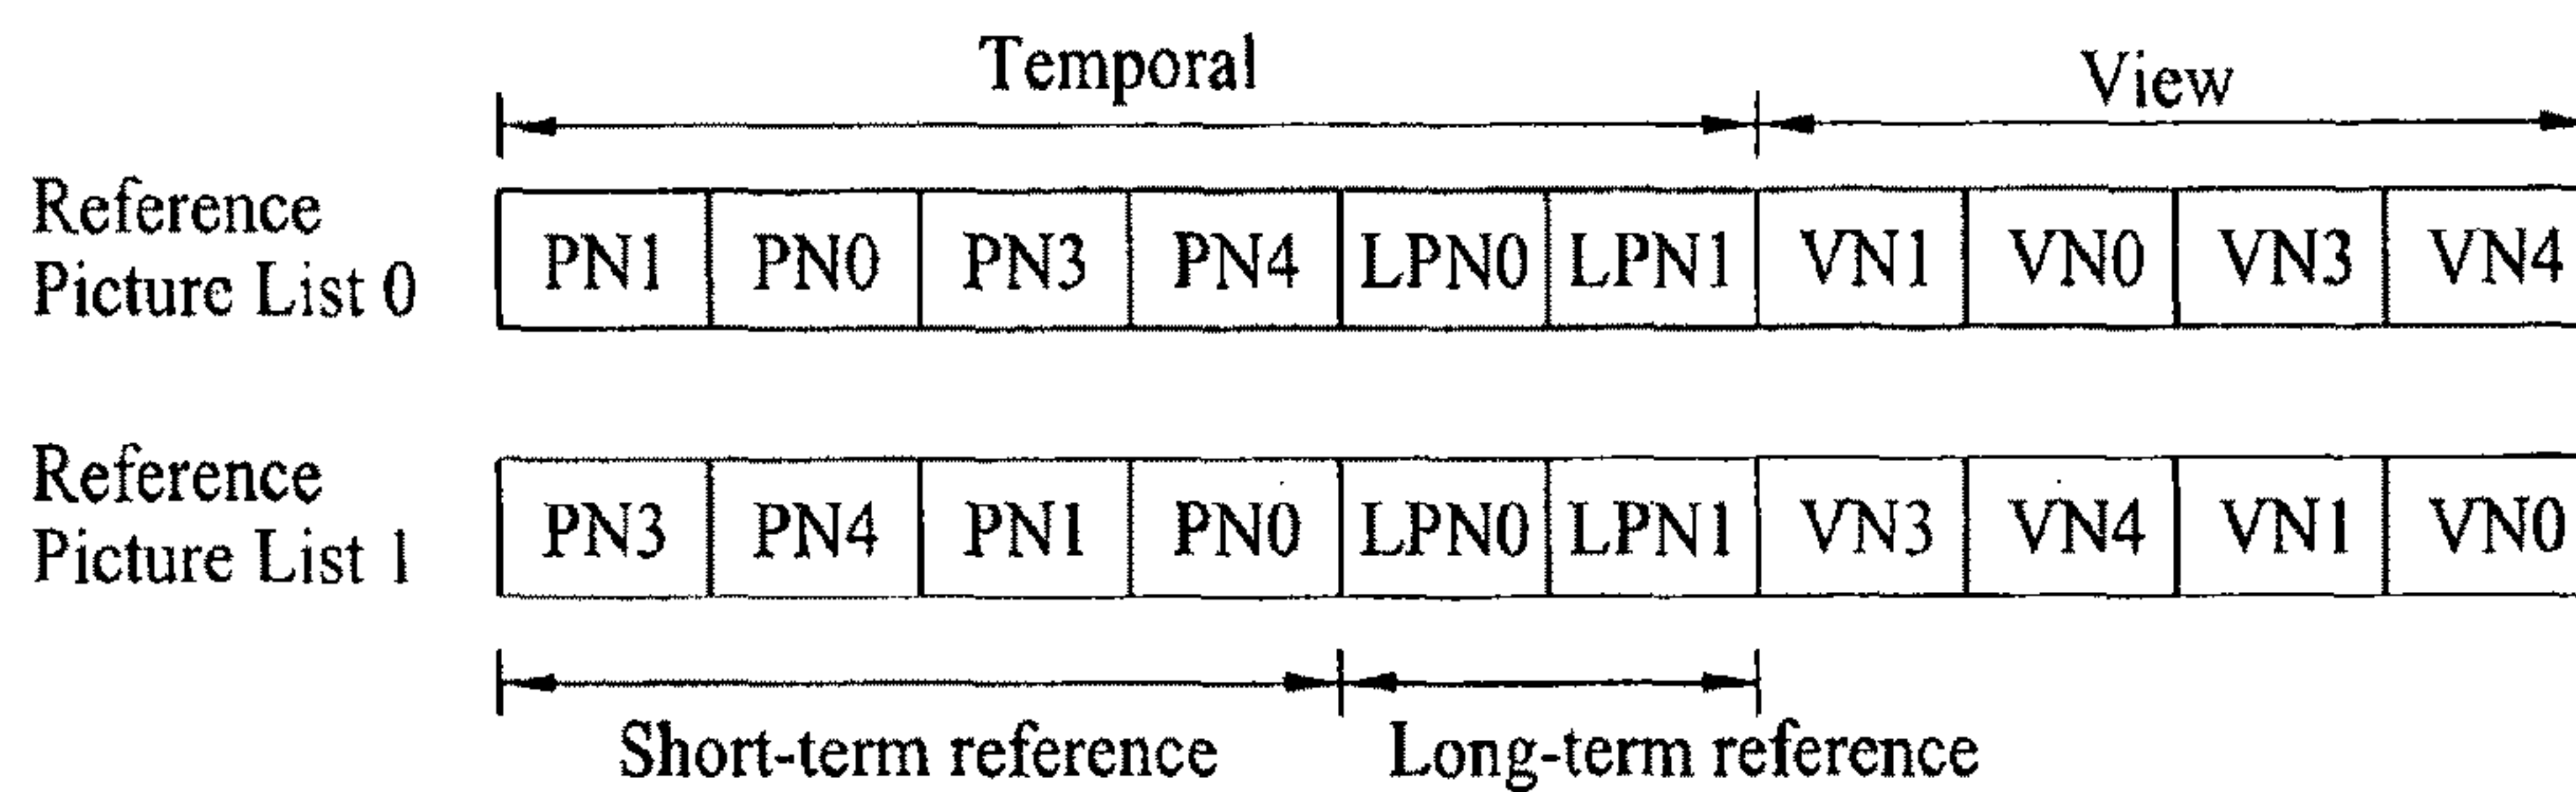 Temporal View
Reference
Picture List 0
PN1 PN0 PN3 PN4 LPN0 LPN1 VN1 VN0 VN3 VN4
Reference
Picture List 1
PN3 PN4 PN1 PN0 LPN0 LPN1 VN3 VN4 VN1 VN0
Short-term reference Long-term reference